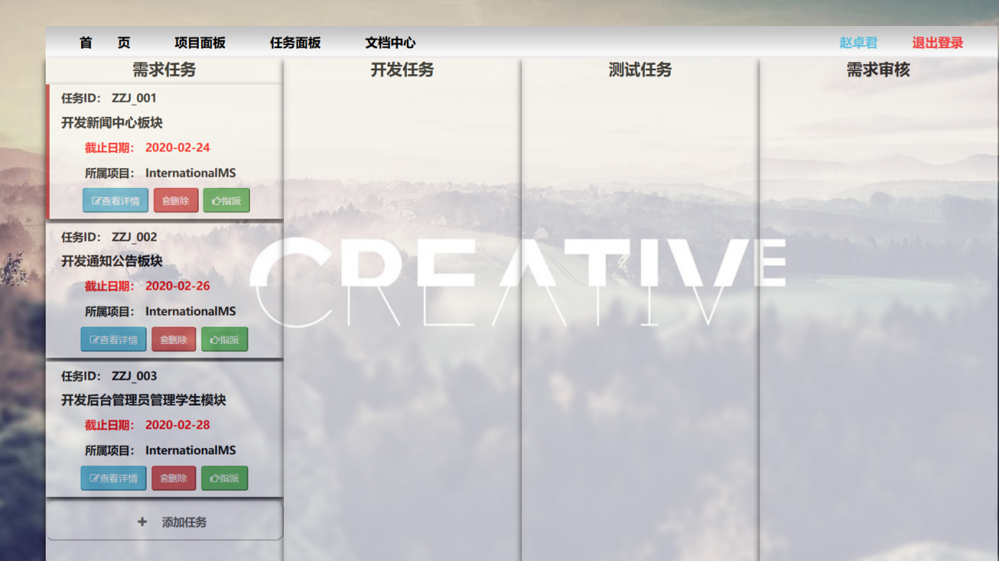 首 页 项目面板 任务面板 文档中心 赵卓君 退出登录
需求任务 开发任务 测试任务 需求审核
任务ID： ZZJ_001
开发新闻中心板块
截止日期： 2020-02-24
所属项目： InternationalMS
查看详情 删除 指派
任务ID： ZZJ_002
开发通知公告板块
截止日期： 2020-02-26
所属项目： InternationalMS
查看详情 删除 指派
CREATIVE
CREATIV
任务ID： ZZJ_003
开发后台管理员管理学生模块
截止日期： 2020-02-28
所属项目： InternationalMS
查看详情 删除 指派
+ 添加任务